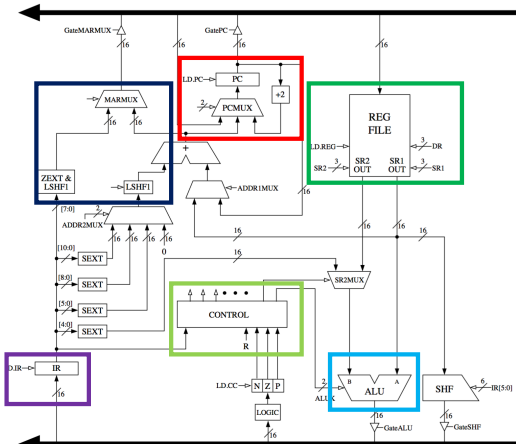 GateMARMUX GatePC
16 16 16
LD.PC PC
+2
2 PCMUX
MARMUX
16 16 16
REG
FILE
LD.REG 3 DR
SR2 3 SR2 SR1 3 SR1
OUT OUT
+
ZEXT &
LSHF1 LSHF1
[7:0]
ADDR1MUX 16
2
ADDR2MUX
16 16
16 16
[10:0] 16 16 16 16 0 16
SEXT
[8:0]
SEXT
SR2MUX
[5:0]
SEXT
CONTROL
[4:0]
SEXT
R
.IR IR
LD.CC N Z P 2 B A
ALUK ALU SHF 6 IR[5:0]
16
LOGIC
16 16 16
GateALU GateSHF